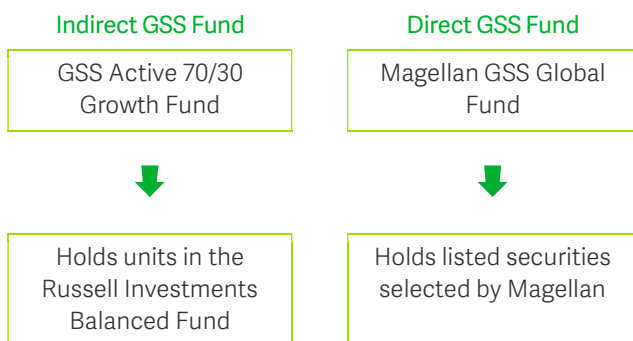 Indirect GSS Fund
GSS Active 70/30
Growth Fund
Holds units in the
Russell Investments
Balanced Fund
Direct GSS Fund
Magellan GSS Global
Fund
Holds listed securities
selected by Magellan